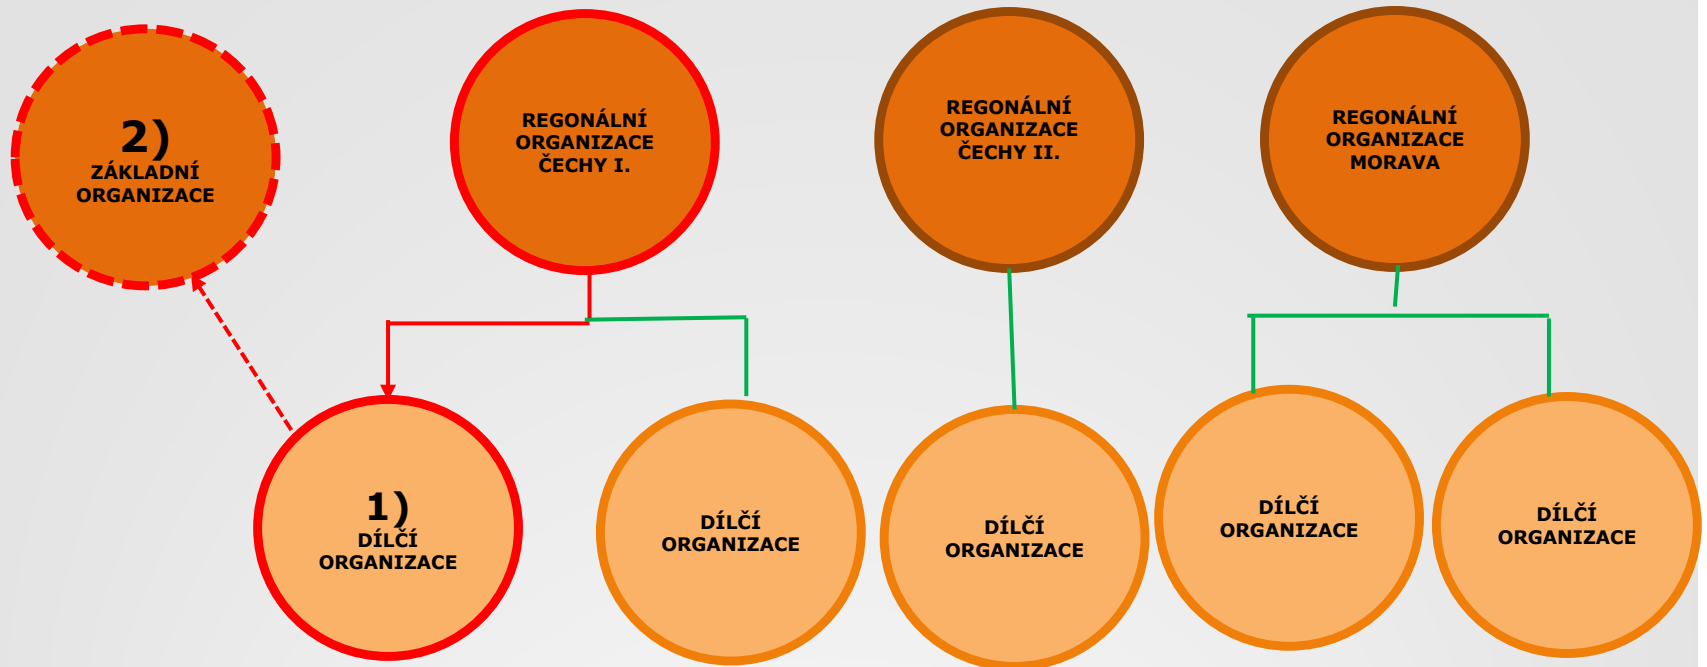 2)
ZÁKLADNÍ
ORGANIZACE
REGONÁLNÍ
ORGANIZACE
ČECHY I.
REGONÁLNÍ
ORGANIZACE
ČECHY II.
REGONÁLNÍ
ORGANIZACE
MORAVA
1)
DÍLČÍ
ORGANIZACE
DÍLČÍ
ORGANIZACE
DÍLČÍ
ORGANIZACE
DÍLČÍ
ORGANIZACE
DÍLČÍ
ORGANIZACE